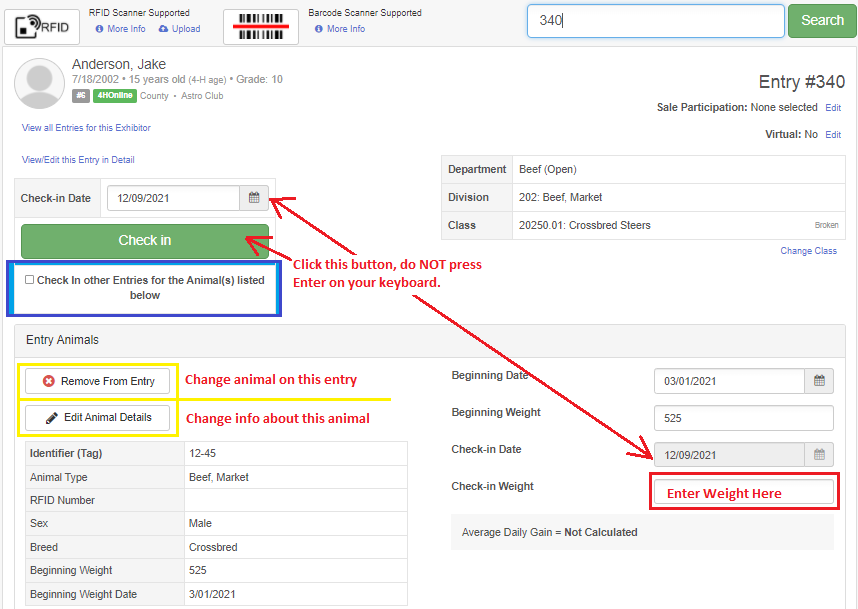 RFID
RFID Scanner Supported
More Info
Upload
Barcode Scanner Supported
More Info
340
Search
Anderson, Jake
7/18/2002 • 15 years old (4-H age) • Grade: 10
#6 4HOnline County - Astro Club
Entry #340
Sale Participation: None selected Edit
Virtual: No Edit
View all Entries for this Exhibitor
View/Edit this Entry in Detail
Check-in Date 12/09/2021
Check in
Check In other Entries for the Animal(s) listed
below
Department Beef (Open)
Division 202: Beef, Market
Class 20250.01: Crossbred Steers Broken
Change Class
Click this button, do NOT press
Enter on your keyboard.
Entry Animals
Remove From Entry
Change animal on this entry
Edit Animal Details
Change info about this animal
Identifier (Tag) 12-45
Animal Type Beef, Market
RFID Number
Sex Male
Breed Crossbred
Beginning Weight 525
Beginning Weight Date 3/01/2021
Beginning Date 03/01/2021
Beginning Weight 525
Check-in Date 12/09/2021
Check-in Weight Enter Weight Here
Average Daily Gain = Not Calculated